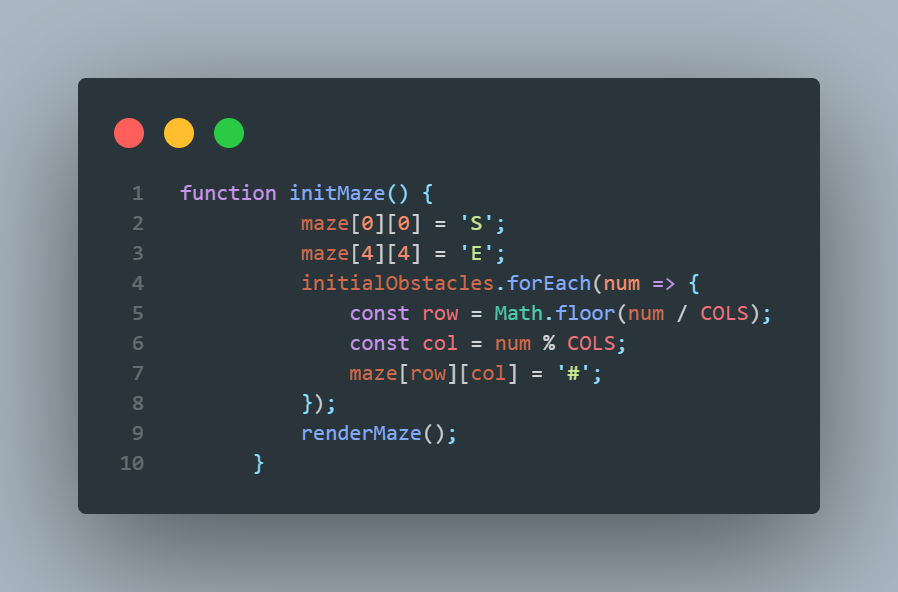 1 function initMaze() {
2 maze[0][0] = 'S';
3 maze[4][4] = 'E';
4 initialObstacles.forEach(num => {
5 const row = Math.floor(num / COLS);
6 const col = num % COLS;
7 maze[row][col] = '#';
8 });
9 renderMaze();
10 }